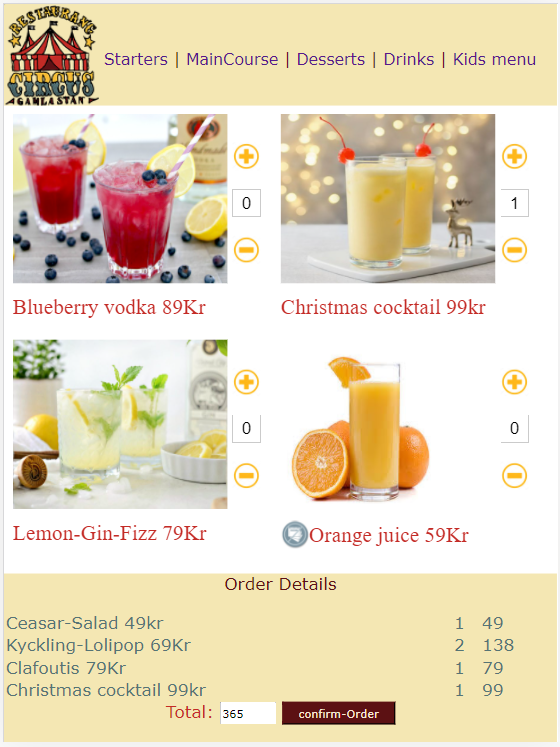 RESTAURANG
CIRCUS
GAMLA STAN
Starters | MainCourse | Desserts | Drinks | Kids menu
0
1
Blueberry vodka 89Kr
Christmas cocktail 99kr
0
0
Lemon-Gin-Fizz 79Kr
Orange juice 59Kr
Order Details
Ceasar-Salad 49kr 1 49
Kyckling-Lolipop 69Kr 2 138
Clafoutis 79Kr 1 79
Christmas cocktail 99kr 1 99
Total: 365 confirm-Order